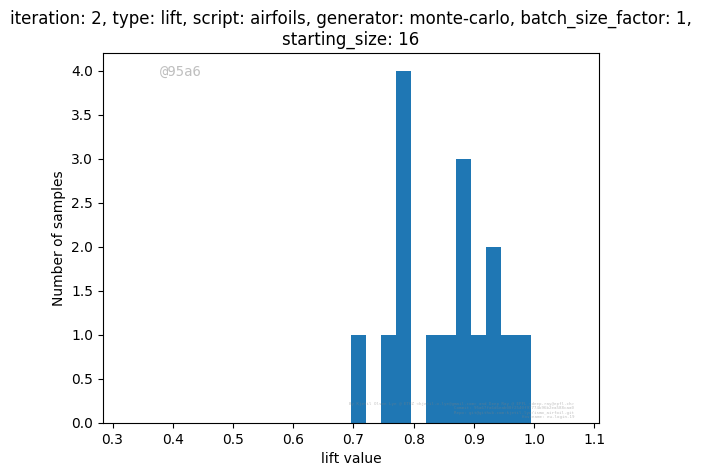 iteration: 2, type: lift, script: airfoils, generator: monte-carlo, batch_size_factor: 1,
starting_size: 16
@95a6
4.0
3.5
3.0
2.5
2.0
1.5
1.0
0.5
0.0
Number of samples
0.3 0.4 0.5 0.6 0.7 0.8 0.9 1.0 1.1
lift value